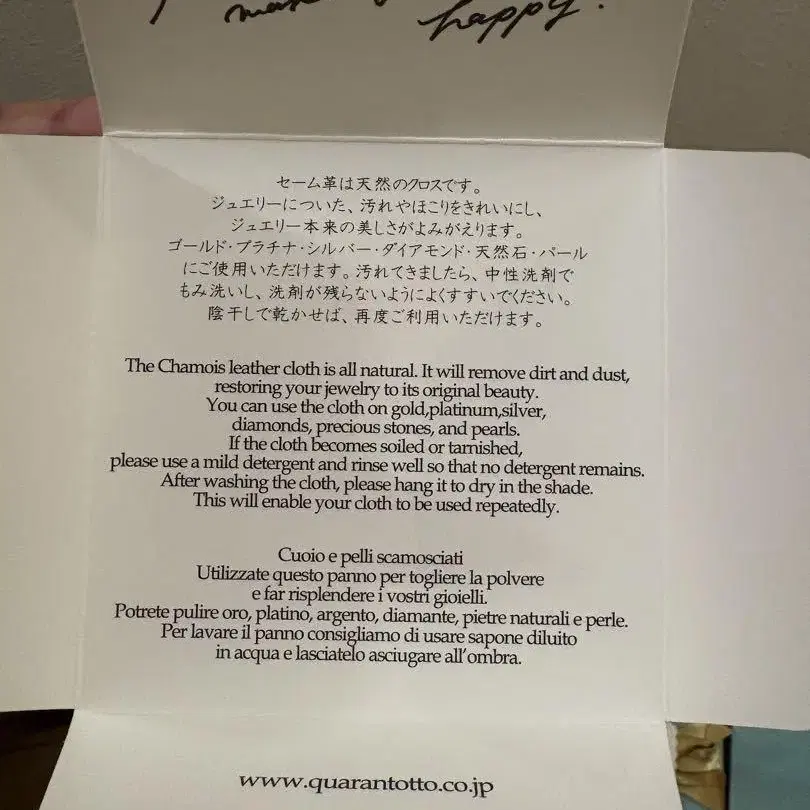 happy.
セーム革は天然のクロスです。
ジュエリーについた、汚れやほこりをきれいにし、
ジュエリー本来の美しさがよみがえります。
ゴールド・プラチナ・シルバー・ダイアモンド・天然石・パール
にご使用いただけます。汚れてきましたら、中性洗剤で
もみ洗いし、洗剤が残らないようによくすすいでください。
陰干しで乾かせば、再度ご利用いただけます。
The Chamois leather cloth is all natural. It will remove dirt and dust,
restoring your jewelry to its original beauty.
You can use the cloth on gold,platinum,silver,
diamonds, precious stones, and pearls.
If the cloth becomes soiled or tarnished,
please use a mild detergent and rinse well so that no detergent remains.
After washing the cloth, please hang it to dry in the shade.
This will enable your cloth to be used repeatedly.
Cuoio e pelli scamosciati
Utilizzate questo panno per togliere la polvere
e far risplendere i vostri gioielli.
Potrete pulire oro, platino, argento, diamante, pietre naturali e perle.
Per lavare il panno consigliamo di usare sapone diluito
in acqua e lasciatelo asciugare all'ombra.
www.quarantotto.co.jp